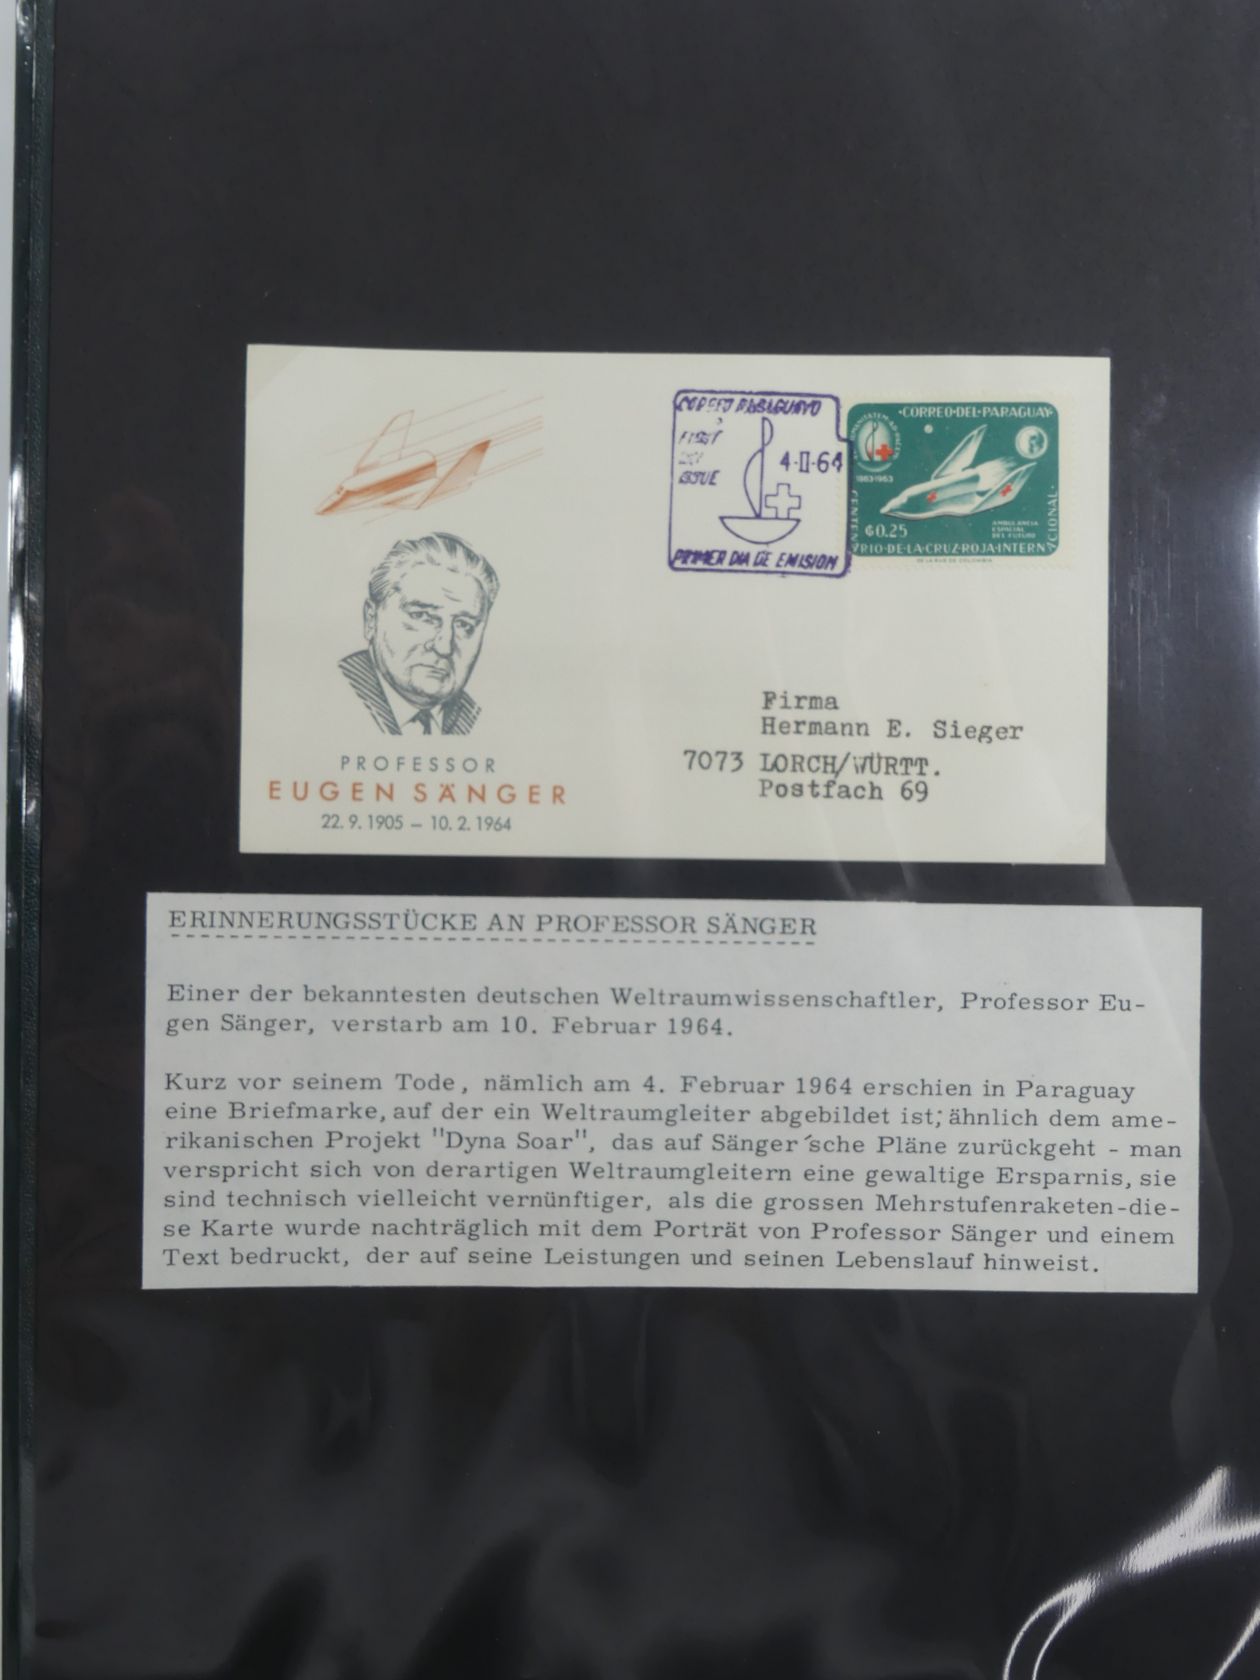 CORREO PARAGUAYO
FIRST
DAY
ISSUE
4·II·64
PRIMER DIA DE EMISION
·CORREO·DEL·PARAGUAY·
1863·1963
₲0.25
AMBULANCIA
ESPACIAL
DEL FUTURO
CENTENARIO·DE·LA·CRUZ·ROJA·INTERNACIONAL·
DE LA RUE DE COLOMBIA
PROFESSOR
EUGEN SÄNGER
22. 9. 1905 – 10. 2. 1964
Firma
Hermann E. Sieger
7073 LORCH/WÜRTT.
Postfach 69
ERINNERUNGSSTÜCKE AN PROFESSOR SÄNGER
Einer der bekanntesten deutschen Weltraumwissenschaftler, Professor Eu-
gen Sänger, verstarb am 10. Februar 1964.
Kurz vor seinem Tode, nämlich am 4. Februar 1964 erschien in Paraguay
eine Briefmarke, auf der ein Weltraumgleiter abgebildet ist; ähnlich dem ame-
rikanischen Projekt "Dyna Soar", das auf Sänger´sche Pläne zurückgeht - man
verspricht sich von derartigen Weltraumgleitern eine gewaltige Ersparnis, sie
sind technisch vielleicht vernünftiger, als die grossen Mehrstufenraketen-die-
se Karte wurde nachträglich mit dem Porträt von Professor Sänger und einem
Text bedruckt, der auf seine Leistungen und seinen Lebenslauf hinweist.